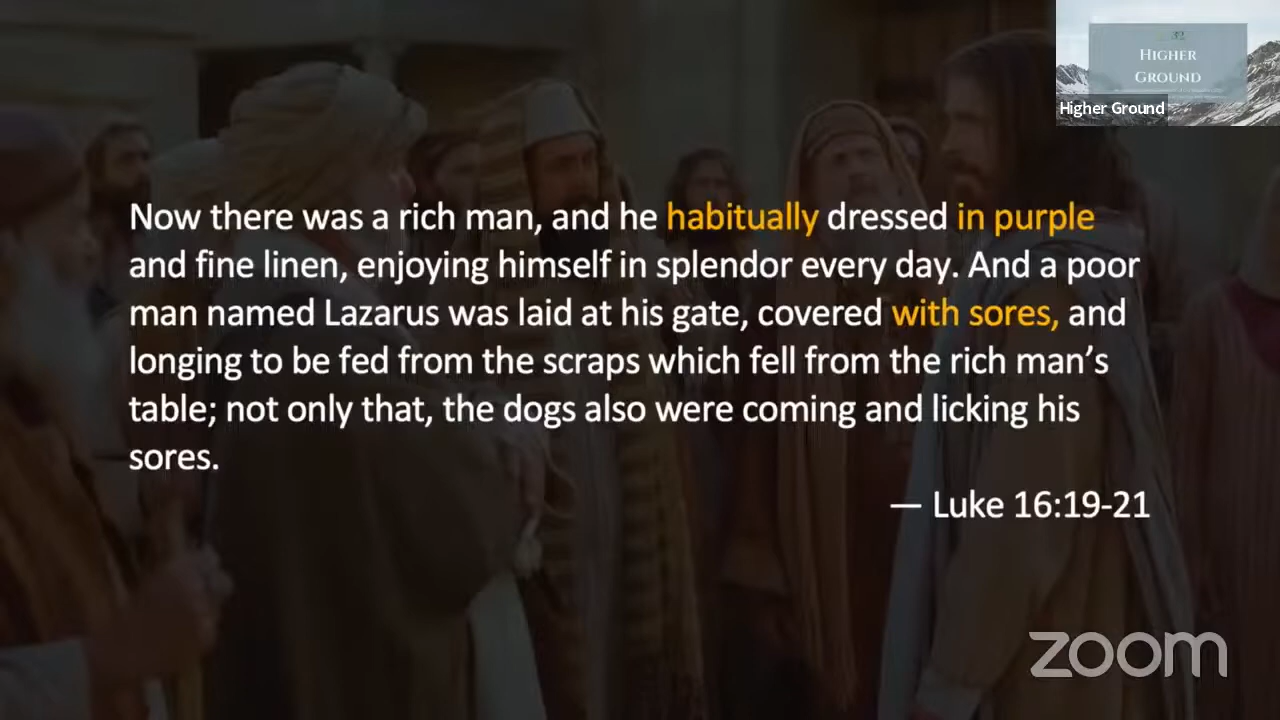 HIGHER
GROUND
Higher Ground
Now there was a rich man, and he habitually dressed in purple
and fine linen, enjoying himself in splendor every day. And a poor
man named Lazarus was laid at his gate, covered with sores, and
longing to be fed from the scraps which fell from the rich man’s
table; not only that, the dogs also were coming and licking his
sores.
— Luke 16:19-21
zoom